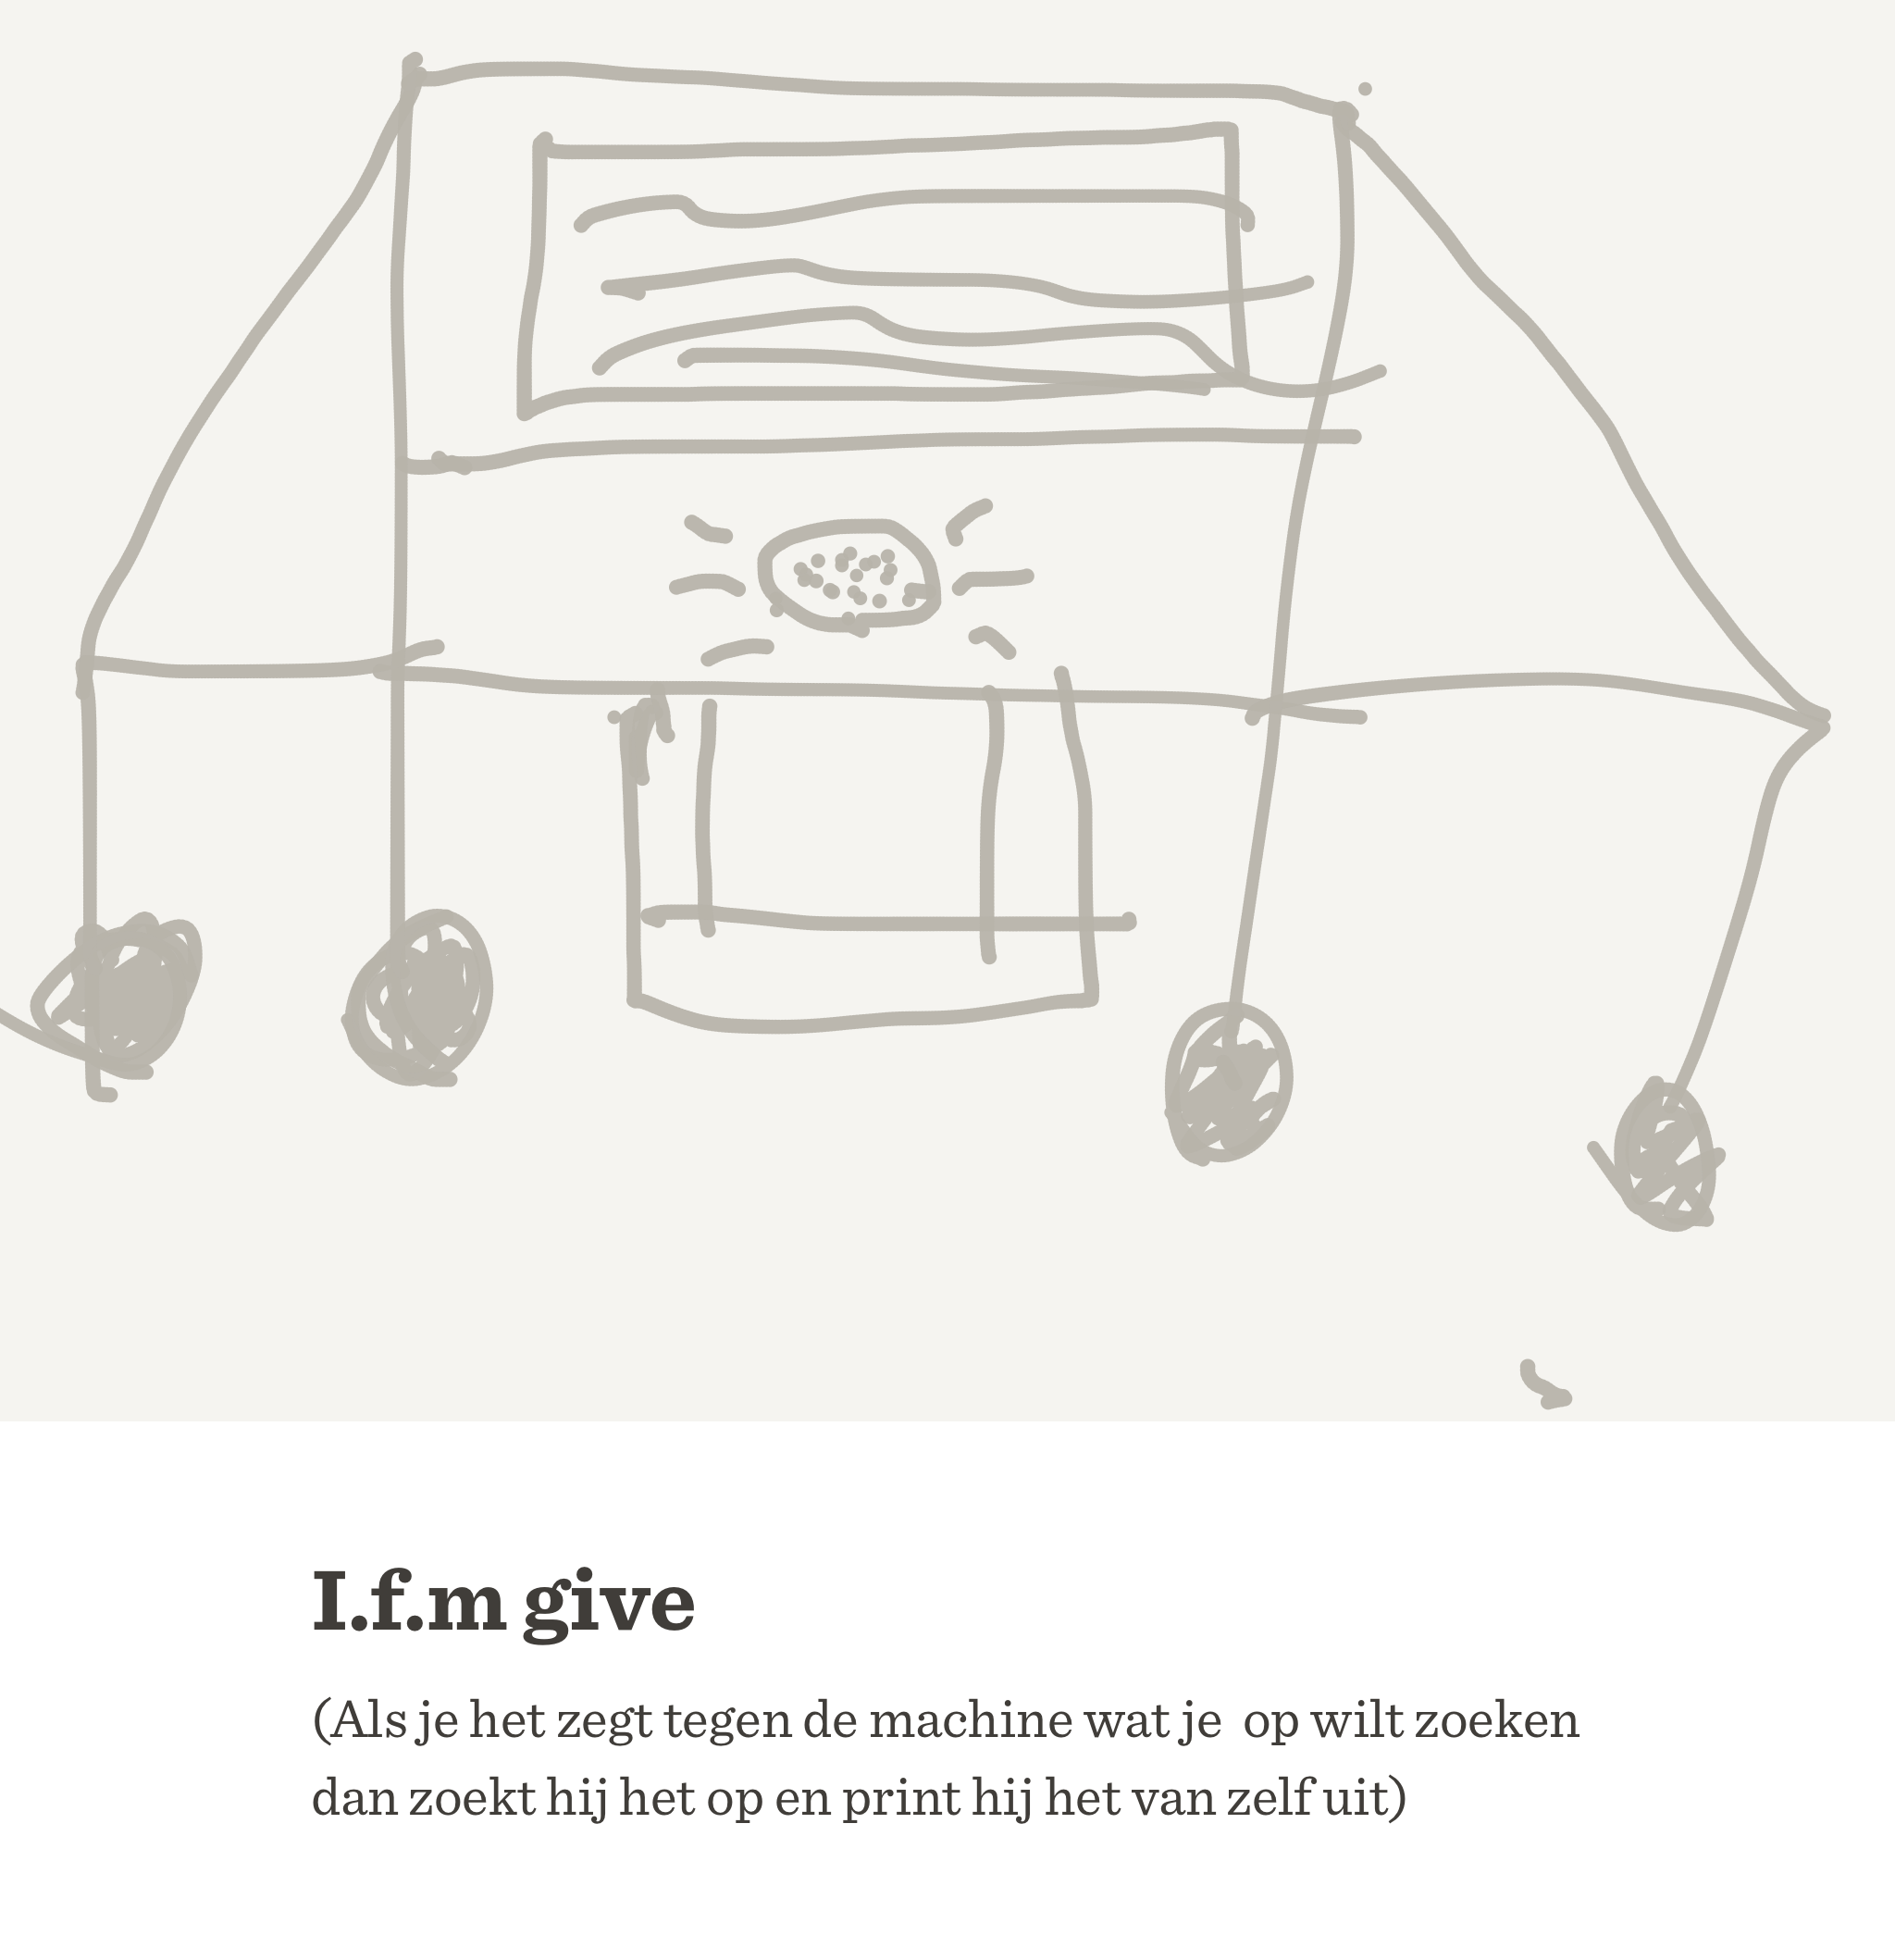 I.f.m give
(Als je het zegt tegen de machine wat je  op wilt zoeken
dan zoekt hij het op en print hij het van zelf uit)